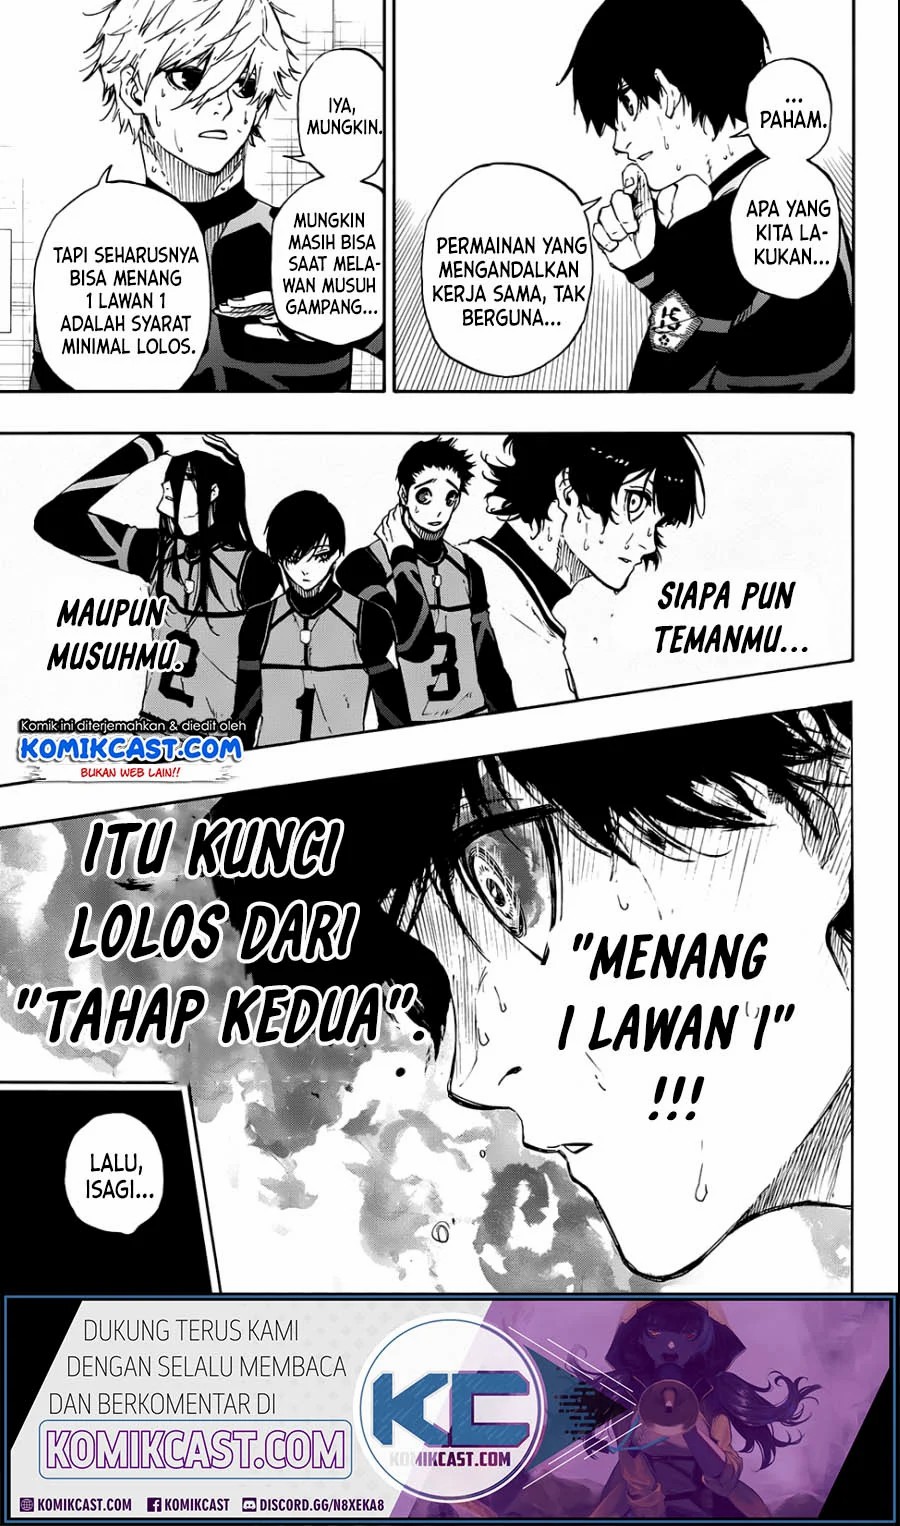 ...
PAHAM.
APA YANG
KITA LA-
KUKAN...
PERMAINAN YANG
MENGANDALKAN
KERJA SAMA, TAK
BERGUNA...
IYA,
MUNGKIN.
MUNGKIN
MASIH BISA
SAAT MELA-
WAN MUSUH
GAMPANG...
TAPI SEHARUSNYA
BISA MENANG
1 LAWAN 1
ADALAH SYARAT
MINIMAL LOLOS.
SIAPA PUN
TEMANMU...
MAUPUN
MUSUHMU.
2
1
3
Komik ini diterjemahkan & diedit oleh
KOMIKCAST.COM
BUKAN WEB LAIN!!
"MENANG
1 LAWAN 1"
!!!
ITU KUNCI
LOLOS DARI
"TAHAP KEDUA".
LALU,
ISAGI...
DUKUNG TERUS KAMI
DENGAN SELALU MEMBACA
DAN BERKOMENTAR DI
KOMIKCAST.COM
KC
KOMIKCAST.COM
KOMIKCAST.COM KOMIKCAST DISCORD.GG/N8XEKA8